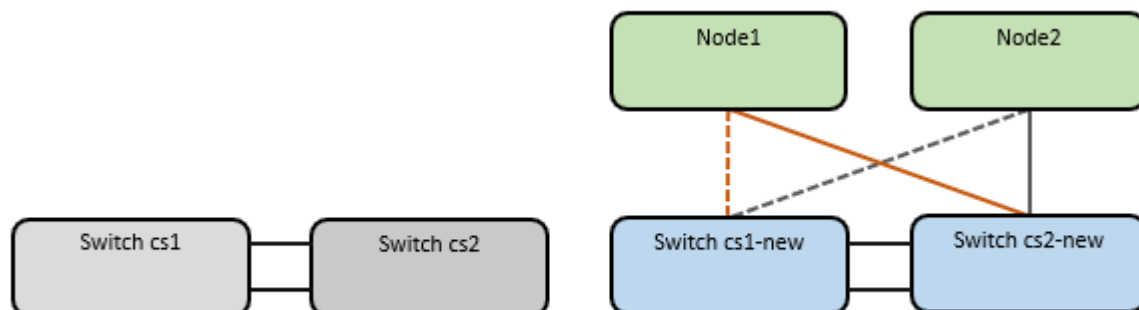 Node1
Node2
Switch cs1
Switch cs2
Switch cs1-new
Switch cs2-new